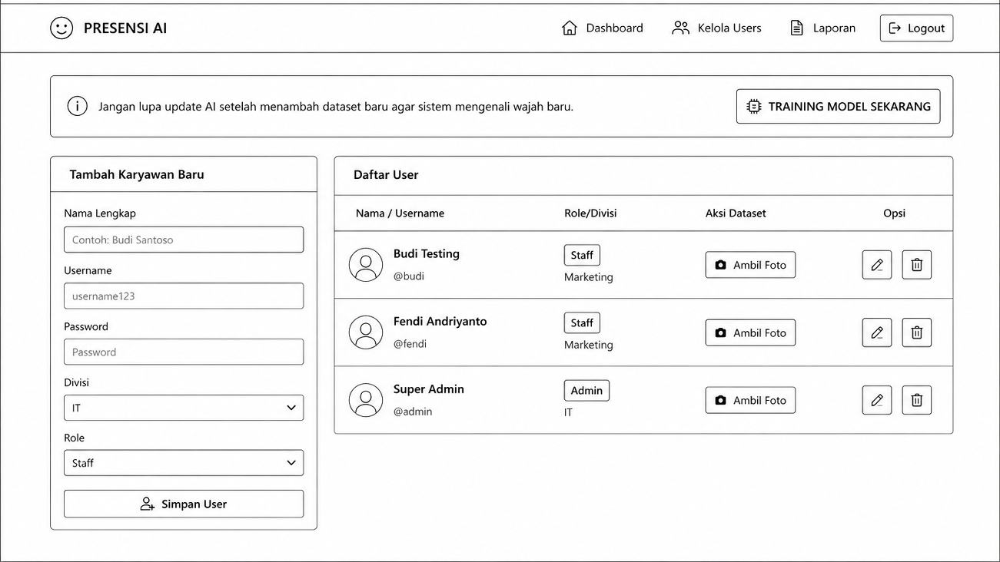 PRESENSI AI
Dashboard
Kelola Users
Laporan
Logout
Jangan lupa update AI setelah menambah dataset baru agar sistem mengenali wajah baru.
TRAINING MODEL SEKARANG
Tambah Karyawan Baru
Nama Lengkap
Contoh: Budi Santoso
Username
username123
Password
Password
Divisi
IT
Role
Staff
Simpan User
Daftar User
Nama / Username
Role/Divisi
Aksi Dataset
Opsi
Budi Testing
@budi
Staff
Marketing
Ambil Foto
Fendi Andriyanto
@fendi
Staff
Marketing
Ambil Foto
Super Admin
@admin
Admin
IT
Ambil Foto